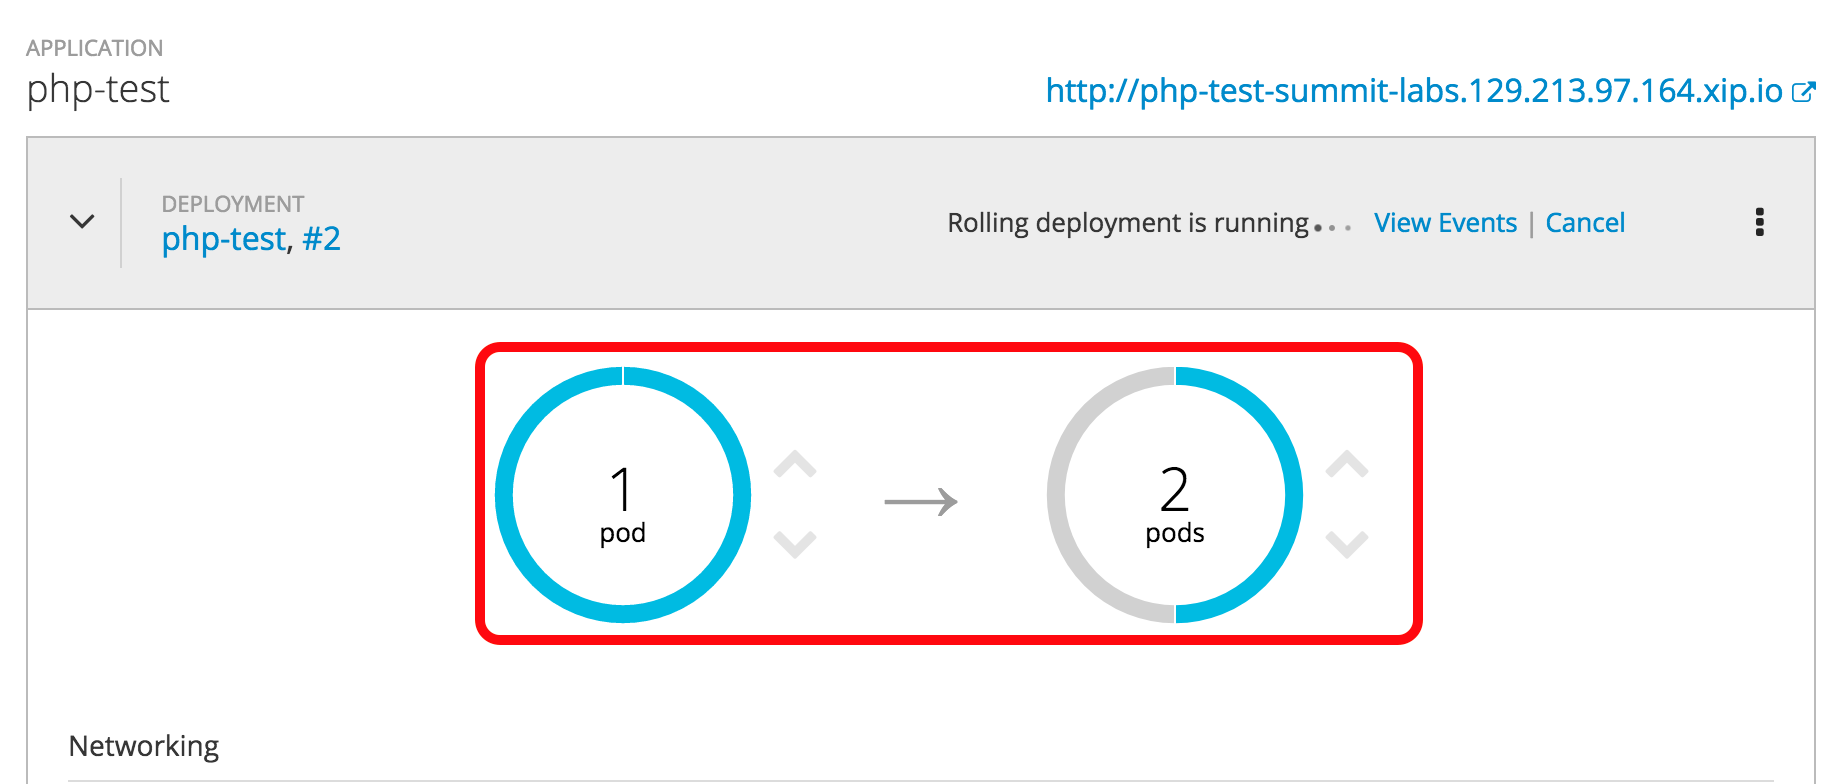 APPLICATION
php-test
http://php-test-summit-labs.129.213.97.164.xip.io
DEPLOYMENT
php-test, #2
Rolling deployment is running... View Events | Cancel
1
pod
2
pods
Networking